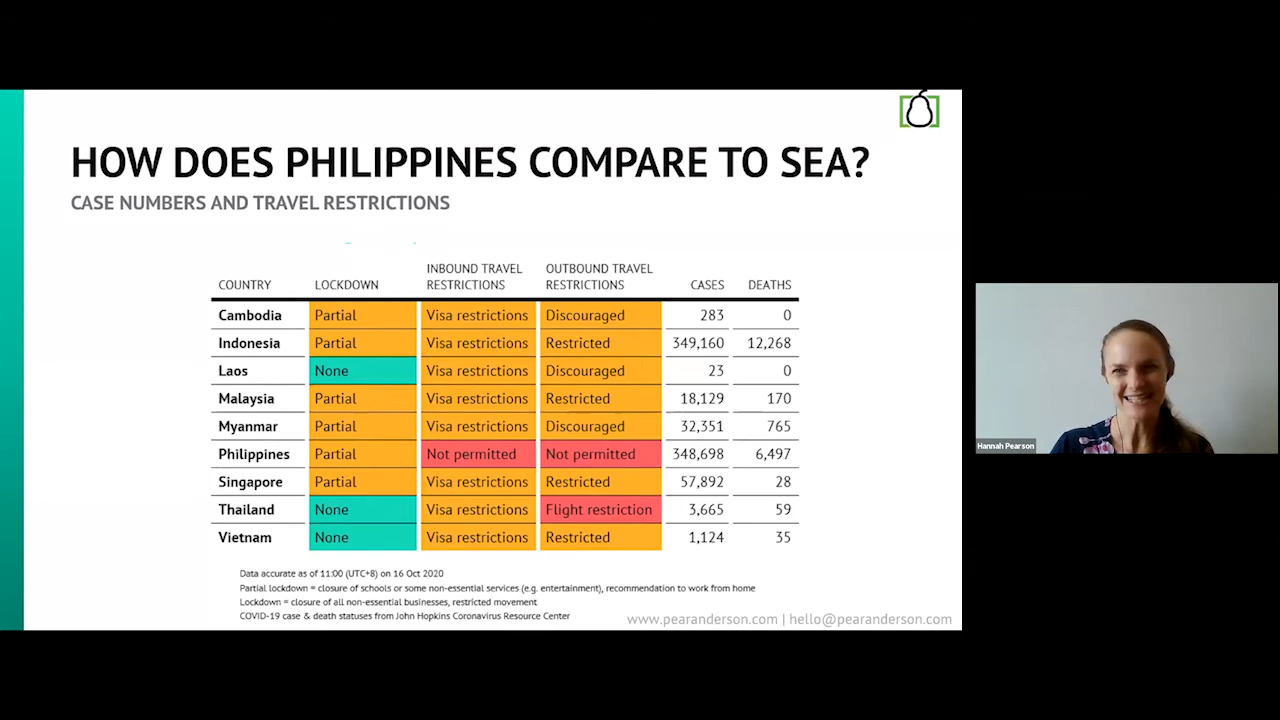 HOW DOES PHILIPPINES COMPARE TO SEA?
CASE NUMBERS AND TRAVEL RESTRICTIONS
COUNTRY LOCKDOWN INBOUND TRAVEL RESTRICTIONS OUTBOUND TRAVEL RESTRICTIONS CASES DEATHS
Cambodia Partial Visa restrictions Discouraged 283 0
Indonesia Partial Visa restrictions Restricted 349,160 12,268
Laos None Visa restrictions Discouraged 23 0
Malaysia Partial Visa restrictions Restricted 18,129 170
Myanmar Partial Visa restrictions Discouraged 32,351 765
Philippines Partial Not permitted Not permitted 348,698 6,497
Singapore Partial Visa restrictions Restricted 57,892 28
Thailand None Visa restrictions Flight restriction 3,665 59
Vietnam None Visa restrictions Restricted 1,124 35
Data accurate as of 11:00 (UTC+8) on 16 Oct 2020
Partial lockdown = closure of schools or some non-essential services (e.g. entertainment), recommendation to work from home
Lockdown = closure of all non-essential businesses, restricted movement
COVID-19 case & death statuses from John Hopkins Coronavirus Resource Center
www.pearanderson.com | hello@pearanderson.com
Hannah Pearson